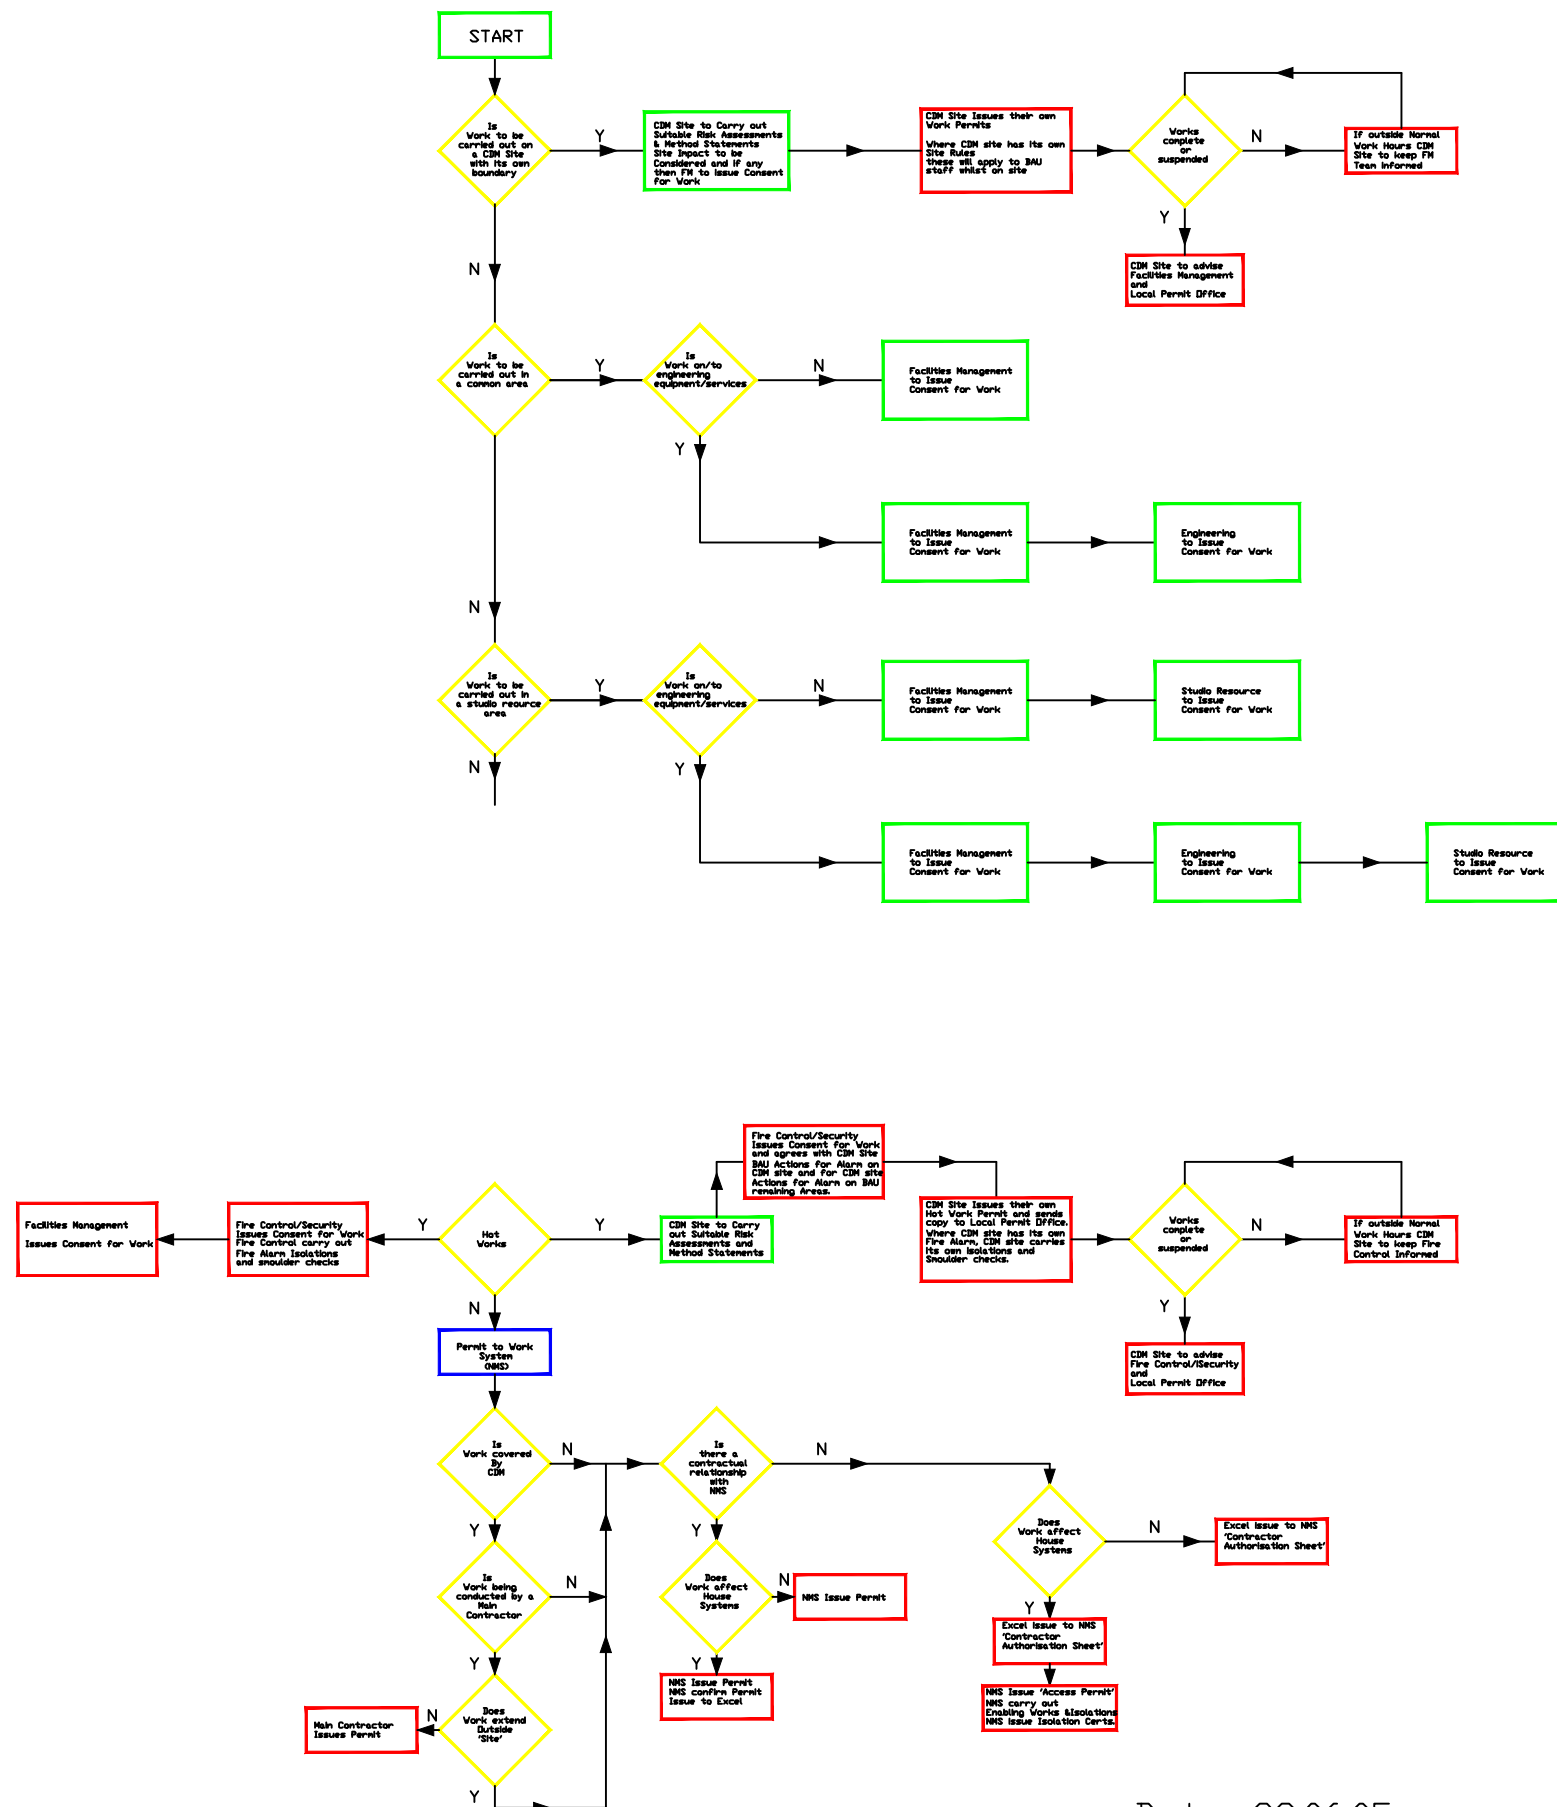 START
Is
Work to be
carried out on
a CDM Site
with its own
boundary
Y
CDM Site to Carry out
Suitable Risk Assessments
& Method Statements
Site Impact to be
Considered and if any
then FM to issue Consent
for Work
CDM Site Issues their own
Work Permits
Where CDM site has its own
Site Rules
these will apply to BAU
staff whilst on site
Works
complete
or
suspended
N
If outside Normal
Work Hours CDM
Site to keep FM
Team informed
Y
CDM Site to advise
Facilities Management
and
Local Permit Office
N
Is
Work to be
carried out in
a common area
Y
Is
Work on/to
engineering
equipment/services
N
Facilities Management
to Issue
Consent for Work
Y
Facilities Management
to Issue
Consent for Work
Engineering
to Issue
Consent for Work
N
Is
Work to be
carried out in
a studio reource
area
Y
Is
Work on/to
engineering
equipment/services
N
Facilities Management
to Issue
Consent for Work
Studio Resource
to Issue
Consent for Work
N
Y
Facilities Management
to Issue
Consent for Work
Engineering
to Issue
Consent for Work
Studio Resource
to Issue
Consent for Work
Fire Control/Security
Issues Consent for Work
and agrees with CDM Site
BAU Actions for Alarm on
CDM site and for CDM site
Actions for Alarm on BAU
remaining Areas.
Facilities Management
Issues Consent for Work
Fire Control/Security
Issues Consent for Work
Fire Control carry out
Fire Alarm Isolations
and smoulder checks
Y
Hot
Works
Y
CDM Site to Carry
out Suitable Risk
Assessments and
Method Statements
CDM Site Issues their own
Hot Work Permit and sends
copy to Local Permit Office.
Where CDM site has its own
Fire Alarm, CDM site carries
its own isolations and
Smoulder checks.
Works
complete
or
suspended
N
If outside Normal
Work Hours CDM
Site to keep Fire
Control Informed
Y
CDM Site to advise
Fire Control/ISecurity
and
Local Permit Office
N
Permit to Work
System
(NMS)
Is
Work covered
By
CDM
N
Is
there a
contractual
relationship
with
NMS
N
Does
Work affect
House
Systems
N
Excel issue to NMS
'Contractor
Authorisation Sheet'
Y
Is
Work being
conducted by a
Main
Contractor
N
Y
Does
Work affect
House
Systems
N
NMS Issue Permit
Y
Excel issue to NMS
'Contractor
Authorisation Sheet'
Y
NMS Issue Permit
NMS confirm Permit
Issue to Excel
NMS Issue 'Access Permit'
NMS carry out
Enabling Works &Isolations
NMS Issue Isolation Certs.
Y
Does
Work extend
Outside
'Site'
N
Main Contractor
Issues Permit
Y